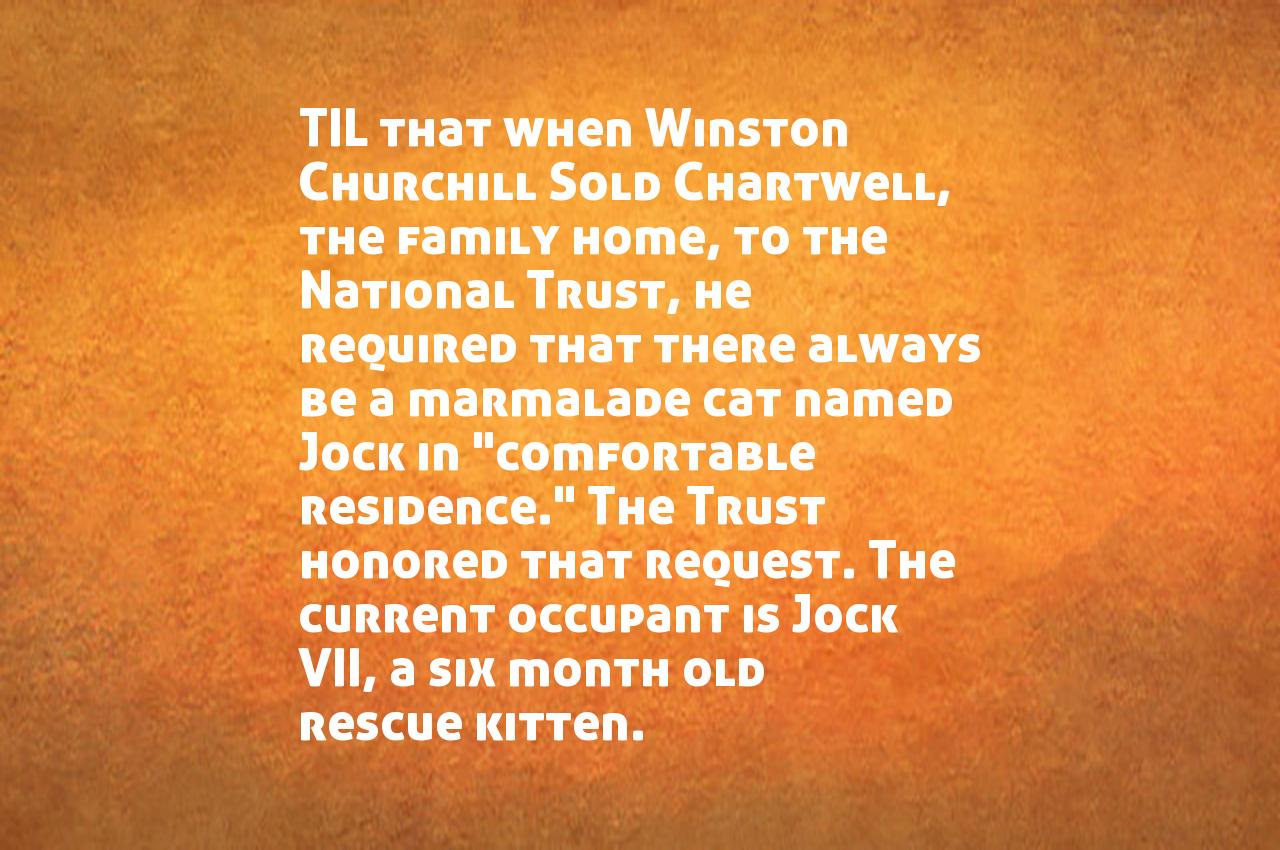 TIL that when Winston
Churchill Sold Chartwell,
the family home, to the
National Trust, he
required that there always
be a marmalade cat named
Jock in "comfortable
residence." The Trust
honored that request. The
current occupant is Jock
VII, a six month old
rescue kitten.